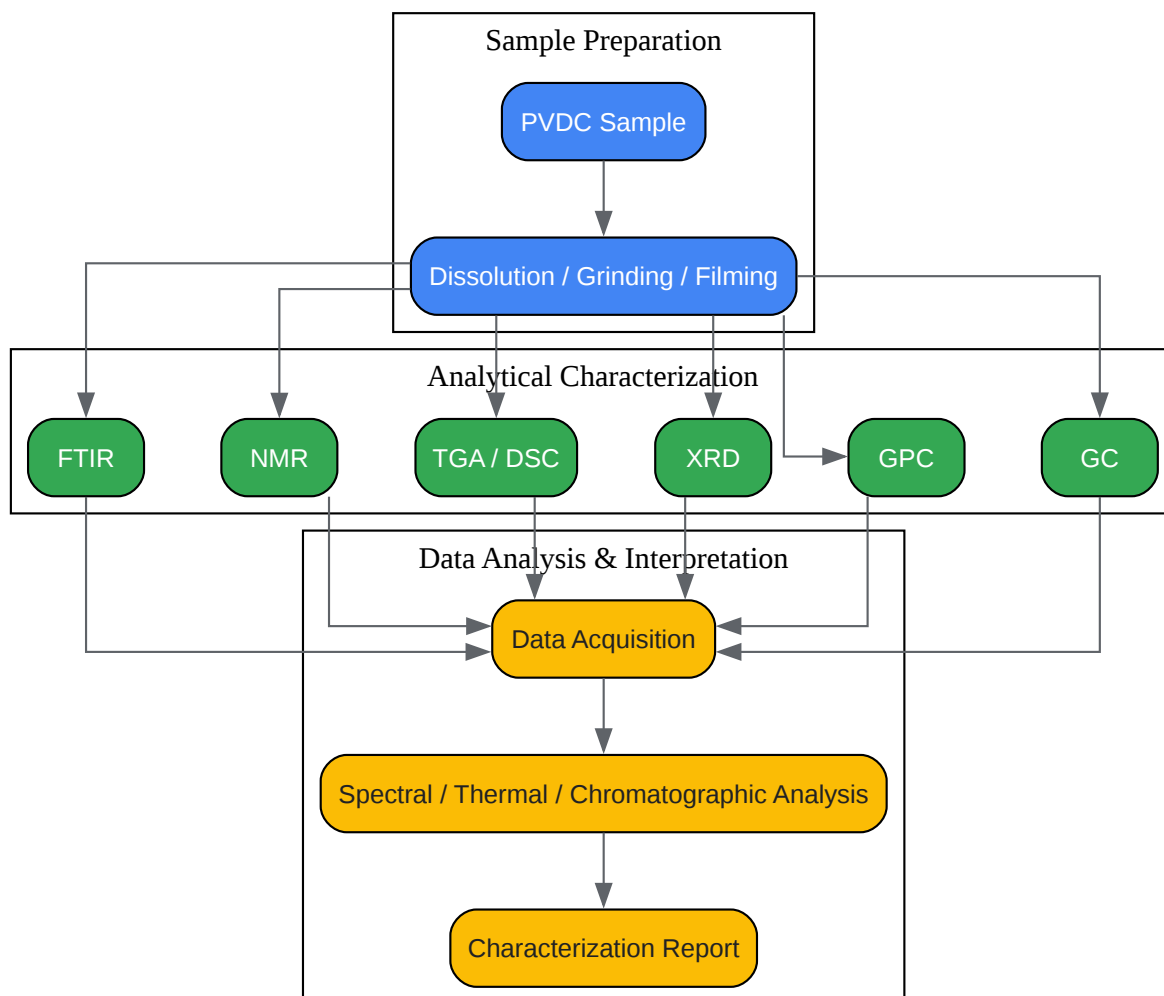 Sample Preparation
PVDC Sample
Dissolution / Grinding / Filming
Analytical Characterization
FTIR
NMR
TGA / DSC
XRD
GPC
GC
Data Analysis & Interpretation
Data Acquisition
Spectral / Thermal / Chromatographic Analysis
Characterization Report